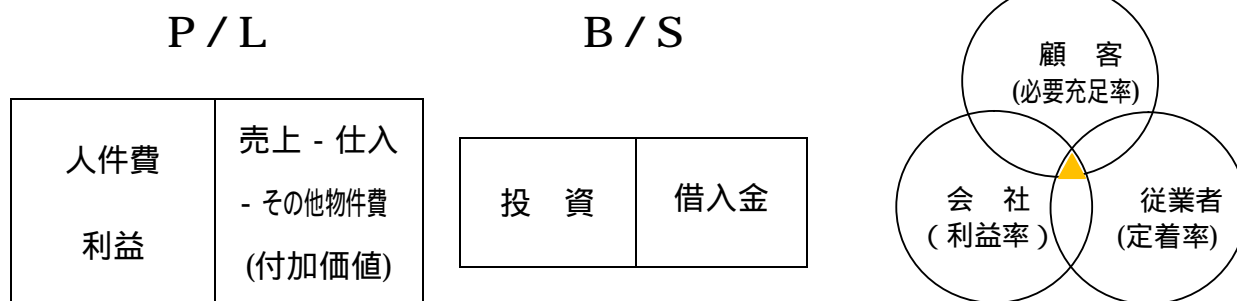 P/L
人件費
利益
売上 - 仕入
- その他物件費
(付加価値)
B/S
投 資
借入金
顧 客
(必要充足率)
会 社
(利益率)
従業者
(定着率)